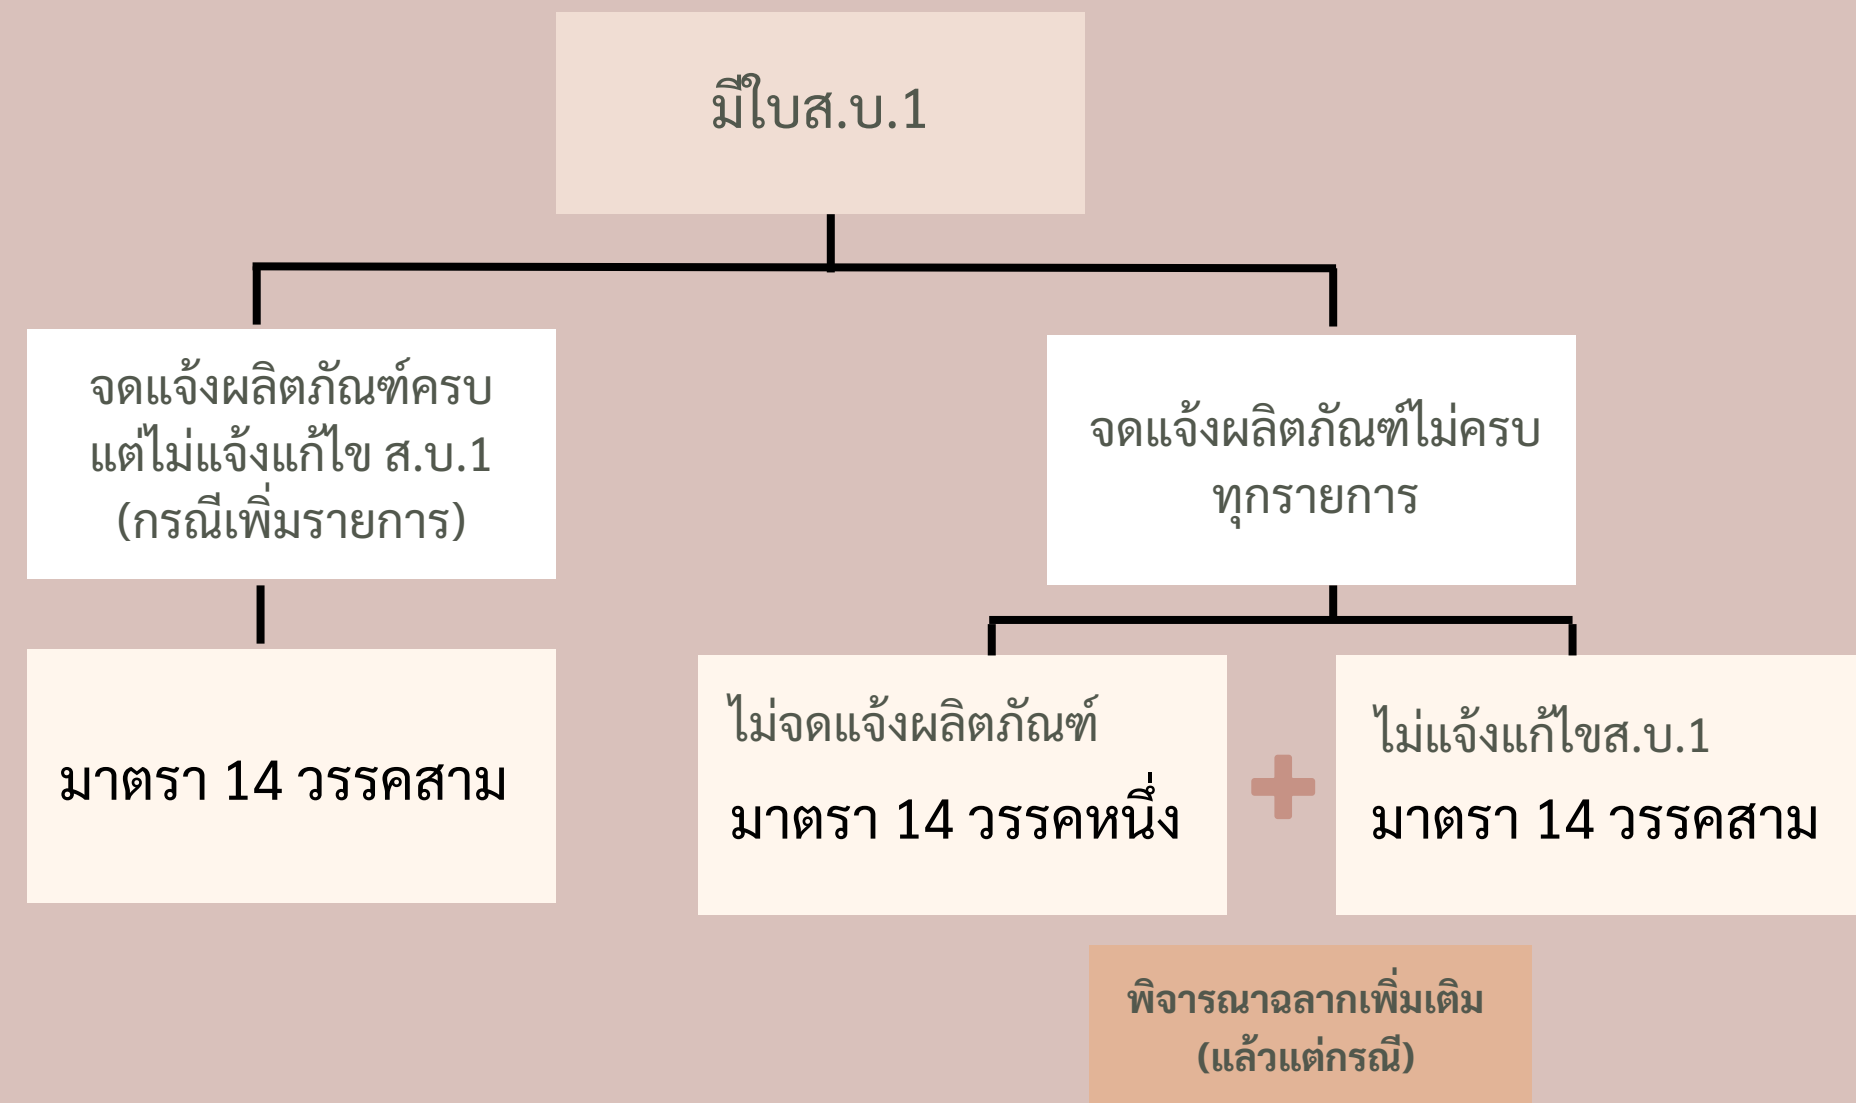 มีใบส.บ.1
จดแจ้งผลิตภัณฑ์ครบ
แต่ไม่แจ้งแก้ไข ส.บ.1
(กรณีเพิ่มรายการ)
จดแจ้งผลิตภัณฑ์ไม่ครบ
ทุกรายการ
มาตรา 14 วรรคสาม
ไม่จดแจ้งผลิตภัณฑ์
มาตรา 14 วรรคหนึ่ง
ไม่แจ้งแก้ไขส.บ.1
มาตรา 14 วรรคสาม
พิจารณาฉลากเพิ่มเติม
(แล้วแต่กรณี)